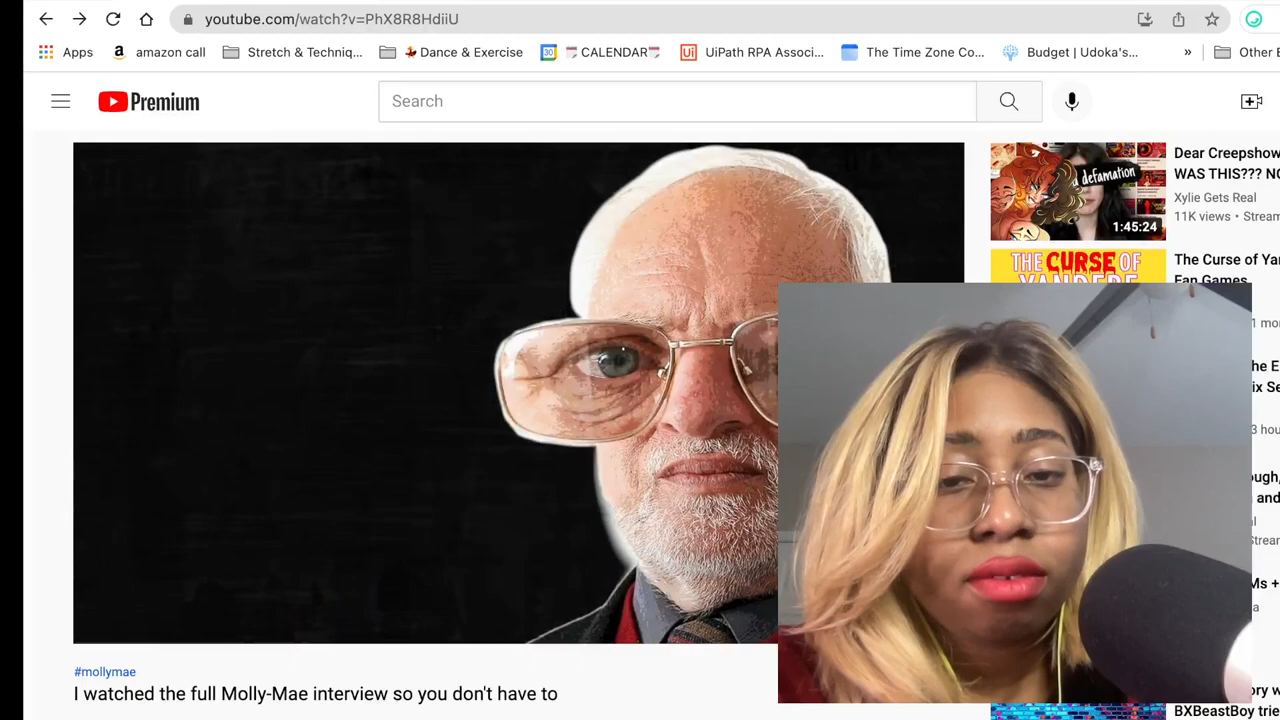 youtube.com/watch?v=PhX8R8HdiiU
Apps
amazon call
Stretch & Techniq...
Dance & Exercise
30
CALENDAR
Ui
UiPath RPA Associ...
The Time Zone Co...
Budget | Udoka's...
»
Other
Premium
Search
defamation
1:45:24
Dear Creepshow
WAS THIS???
Xylie Gets Real
11K views • Stream
THE CURSE OF
The Curse of
Fan Games
#mollymae
I watched the full Molly-Mae interview so you don't have to
BXBeastBoy